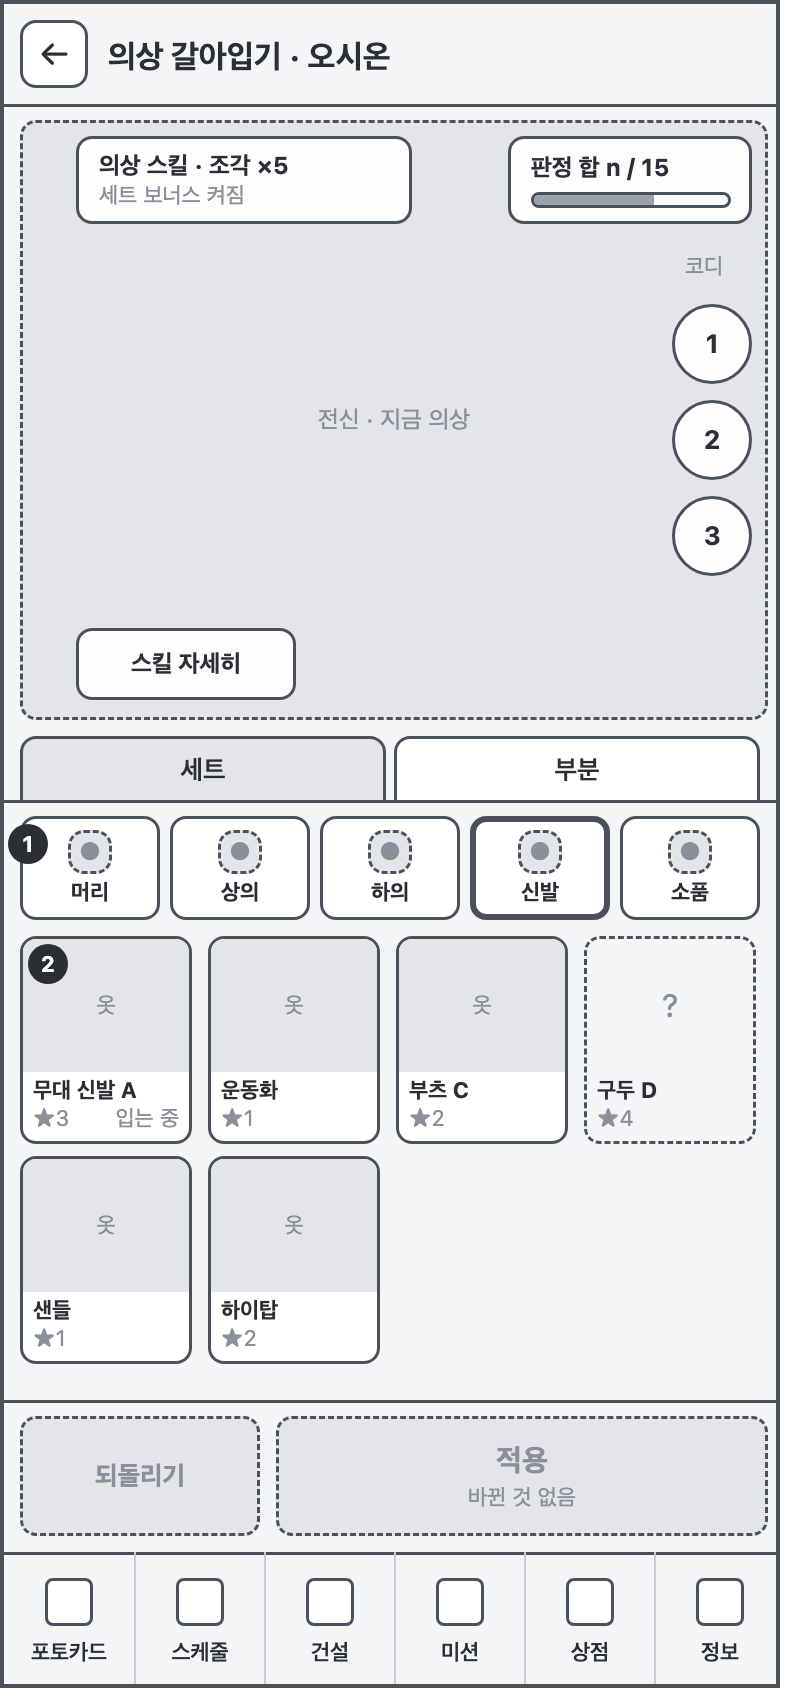 의상 갈아입기 · 오시온
의상 스킬 · 조각 ×5
세트 보너스 켜짐
판정 합 n / 15
코디
1
2
3
전신 · 지금 의상
스킬 자세히
세트
부분
1
머리
상의
하의
신발
소품
2
옷
무대 신발 A
★3 입는 중
옷
운동화
★1
옷
부츠 C
★2
?
구두 D
★4
옷
샌들
★1
옷
하이탑
★2
되돌리기
적용
바뀐 것 없음
포토카드
스케줄
건설
미션
상점
정보